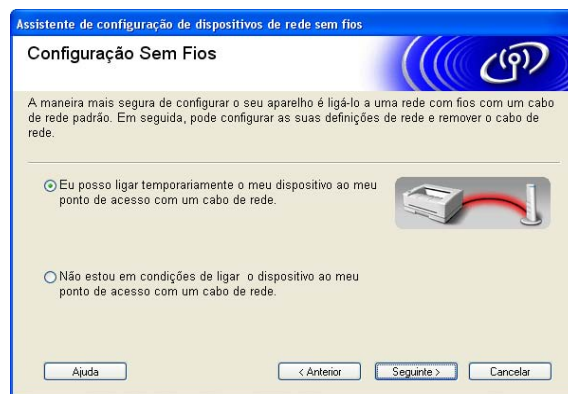 Assistente de configuração de dispositivos de rede sem fios
Configuração Sem Fios
A maneira mais segura de configurar o seu aparelho é ligá-lo a uma rede com fios com um cabo
de rede padrão. Em seguida, pode configurar as suas definições de rede e remover o cabo de
rede.
Eu posso ligar temporariamente o meu dispositivo ao meu
ponto de acesso com um cabo de rede.
Não estou em condições de ligar o dispositivo ao meu
ponto de acesso com um cabo de rede.
Ajuda
< Anterior
Seguinte >
Cancelar